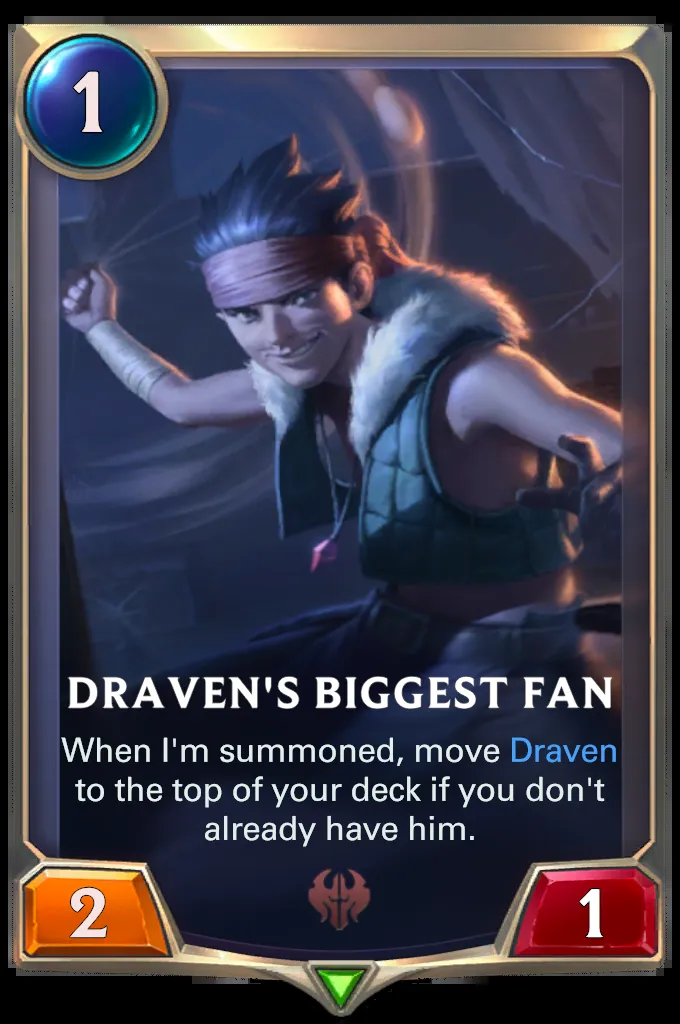 1
DRAVEN'S BIGGEST FAN
When I'm summoned, move Draven
to the top of your deck if you don't
already have him.
2
1